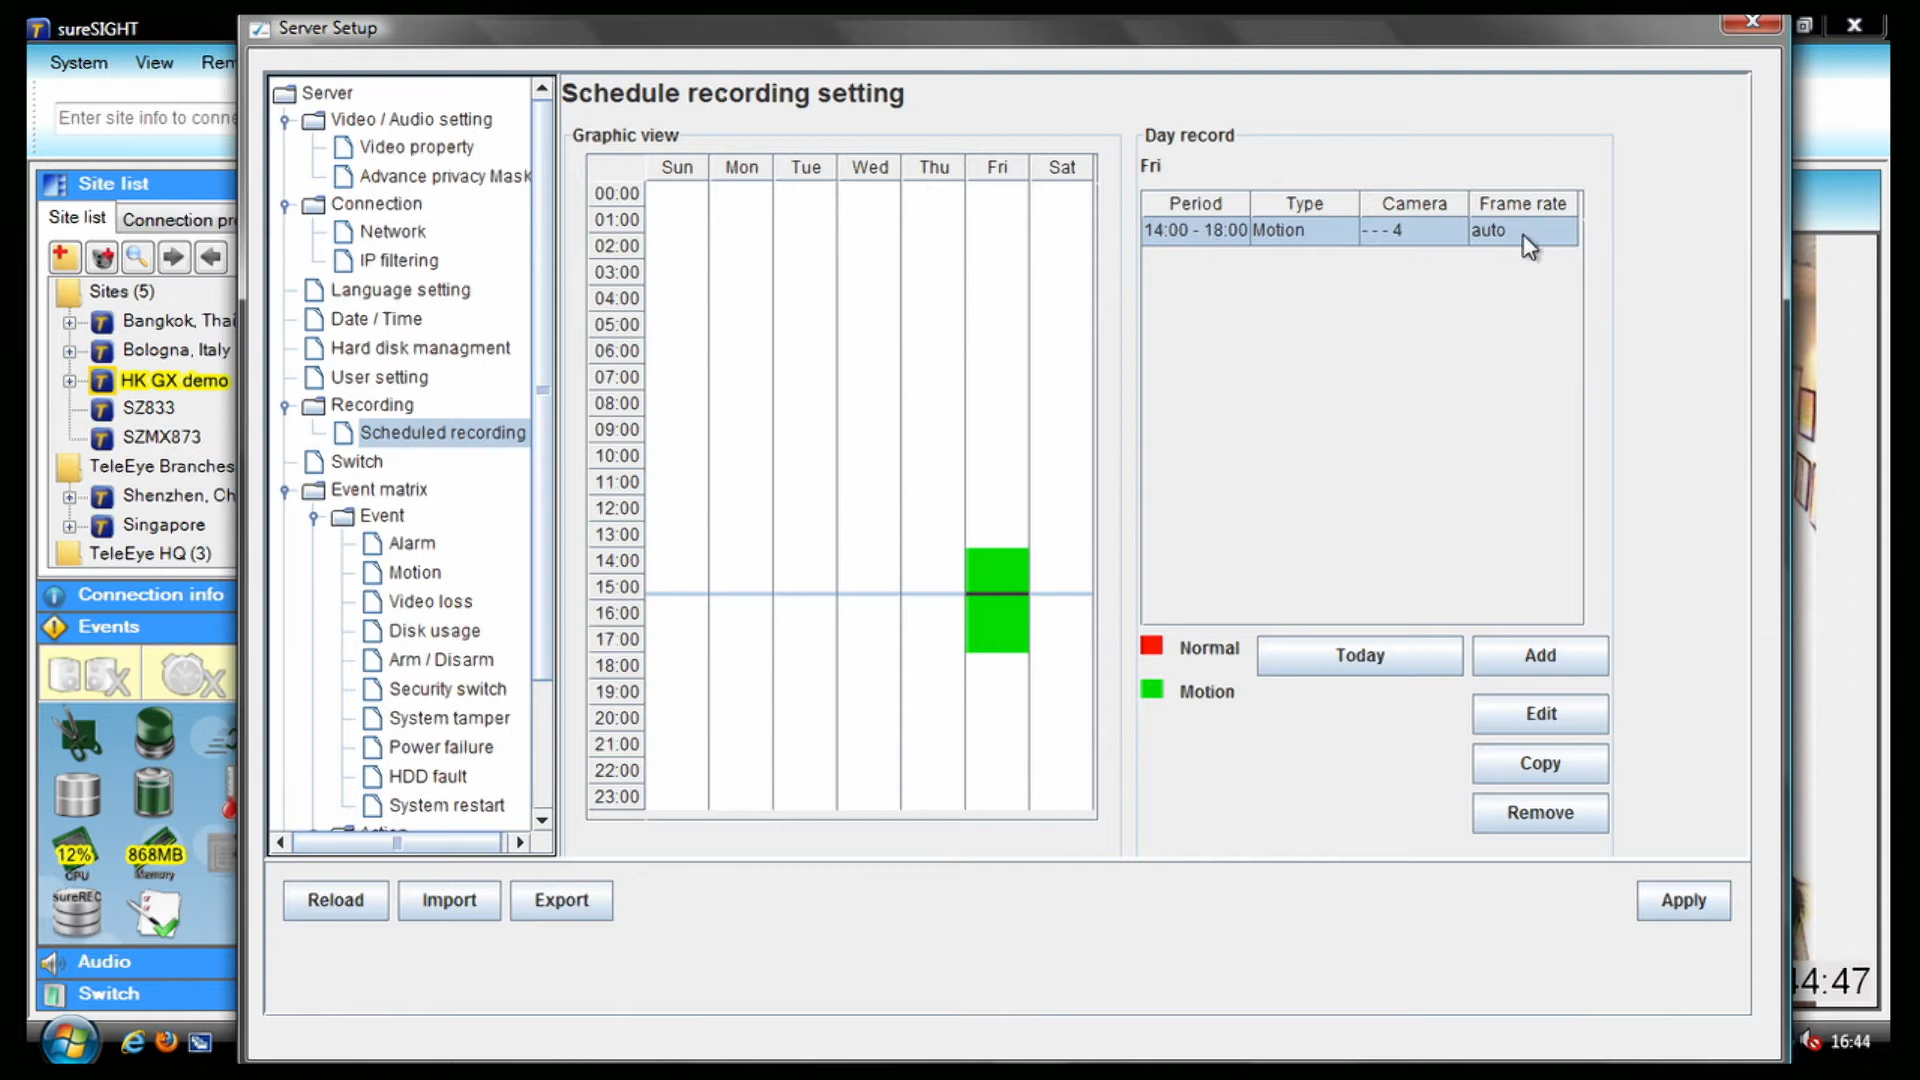 sureSIGHT
Server Setup
System View Rem
Enter site info to conne
Site list
Site list Connection pr
Sites (5)
Bangkok, Thai
Bologna, Italy
HK GX demo
SZ833
SZMX873
TeleEye Branches
Shenzhen, Ch
Singapore
TeleEye HQ (3)
Connection info
Events
12%
CPU
868MB
Memory
sureREC
Audio
Switch
Server
Video / Audio setting
Video property
Advance privacy Mask
Connection
Network
IP filtering
Language setting
Date / Time
Hard disk managment
User setting
Recording
Scheduled recording
Switch
Event matrix
Event
Alarm
Motion
Video loss
Disk usage
Arm / Disarm
Security switch
System tamper
Power failure
HDD fault
System restart
Action
Schedule recording setting
Graphic view
Sun Mon Tue Wed Thu Fri Sat
00:00
01:00
02:00
03:00
04:00
05:00
06:00
07:00
08:00
09:00
10:00
11:00
12:00
13:00
14:00
15:00
16:00
17:00
18:00
19:00
20:00
21:00
22:00
23:00
Day record
Fri
Period Type Camera Frame rate
14:00 - 18:00 Motion - - - 4 auto
Normal Today Add
Motion Edit
Copy
Remove
Reload Import Export Apply
44:47
16:44